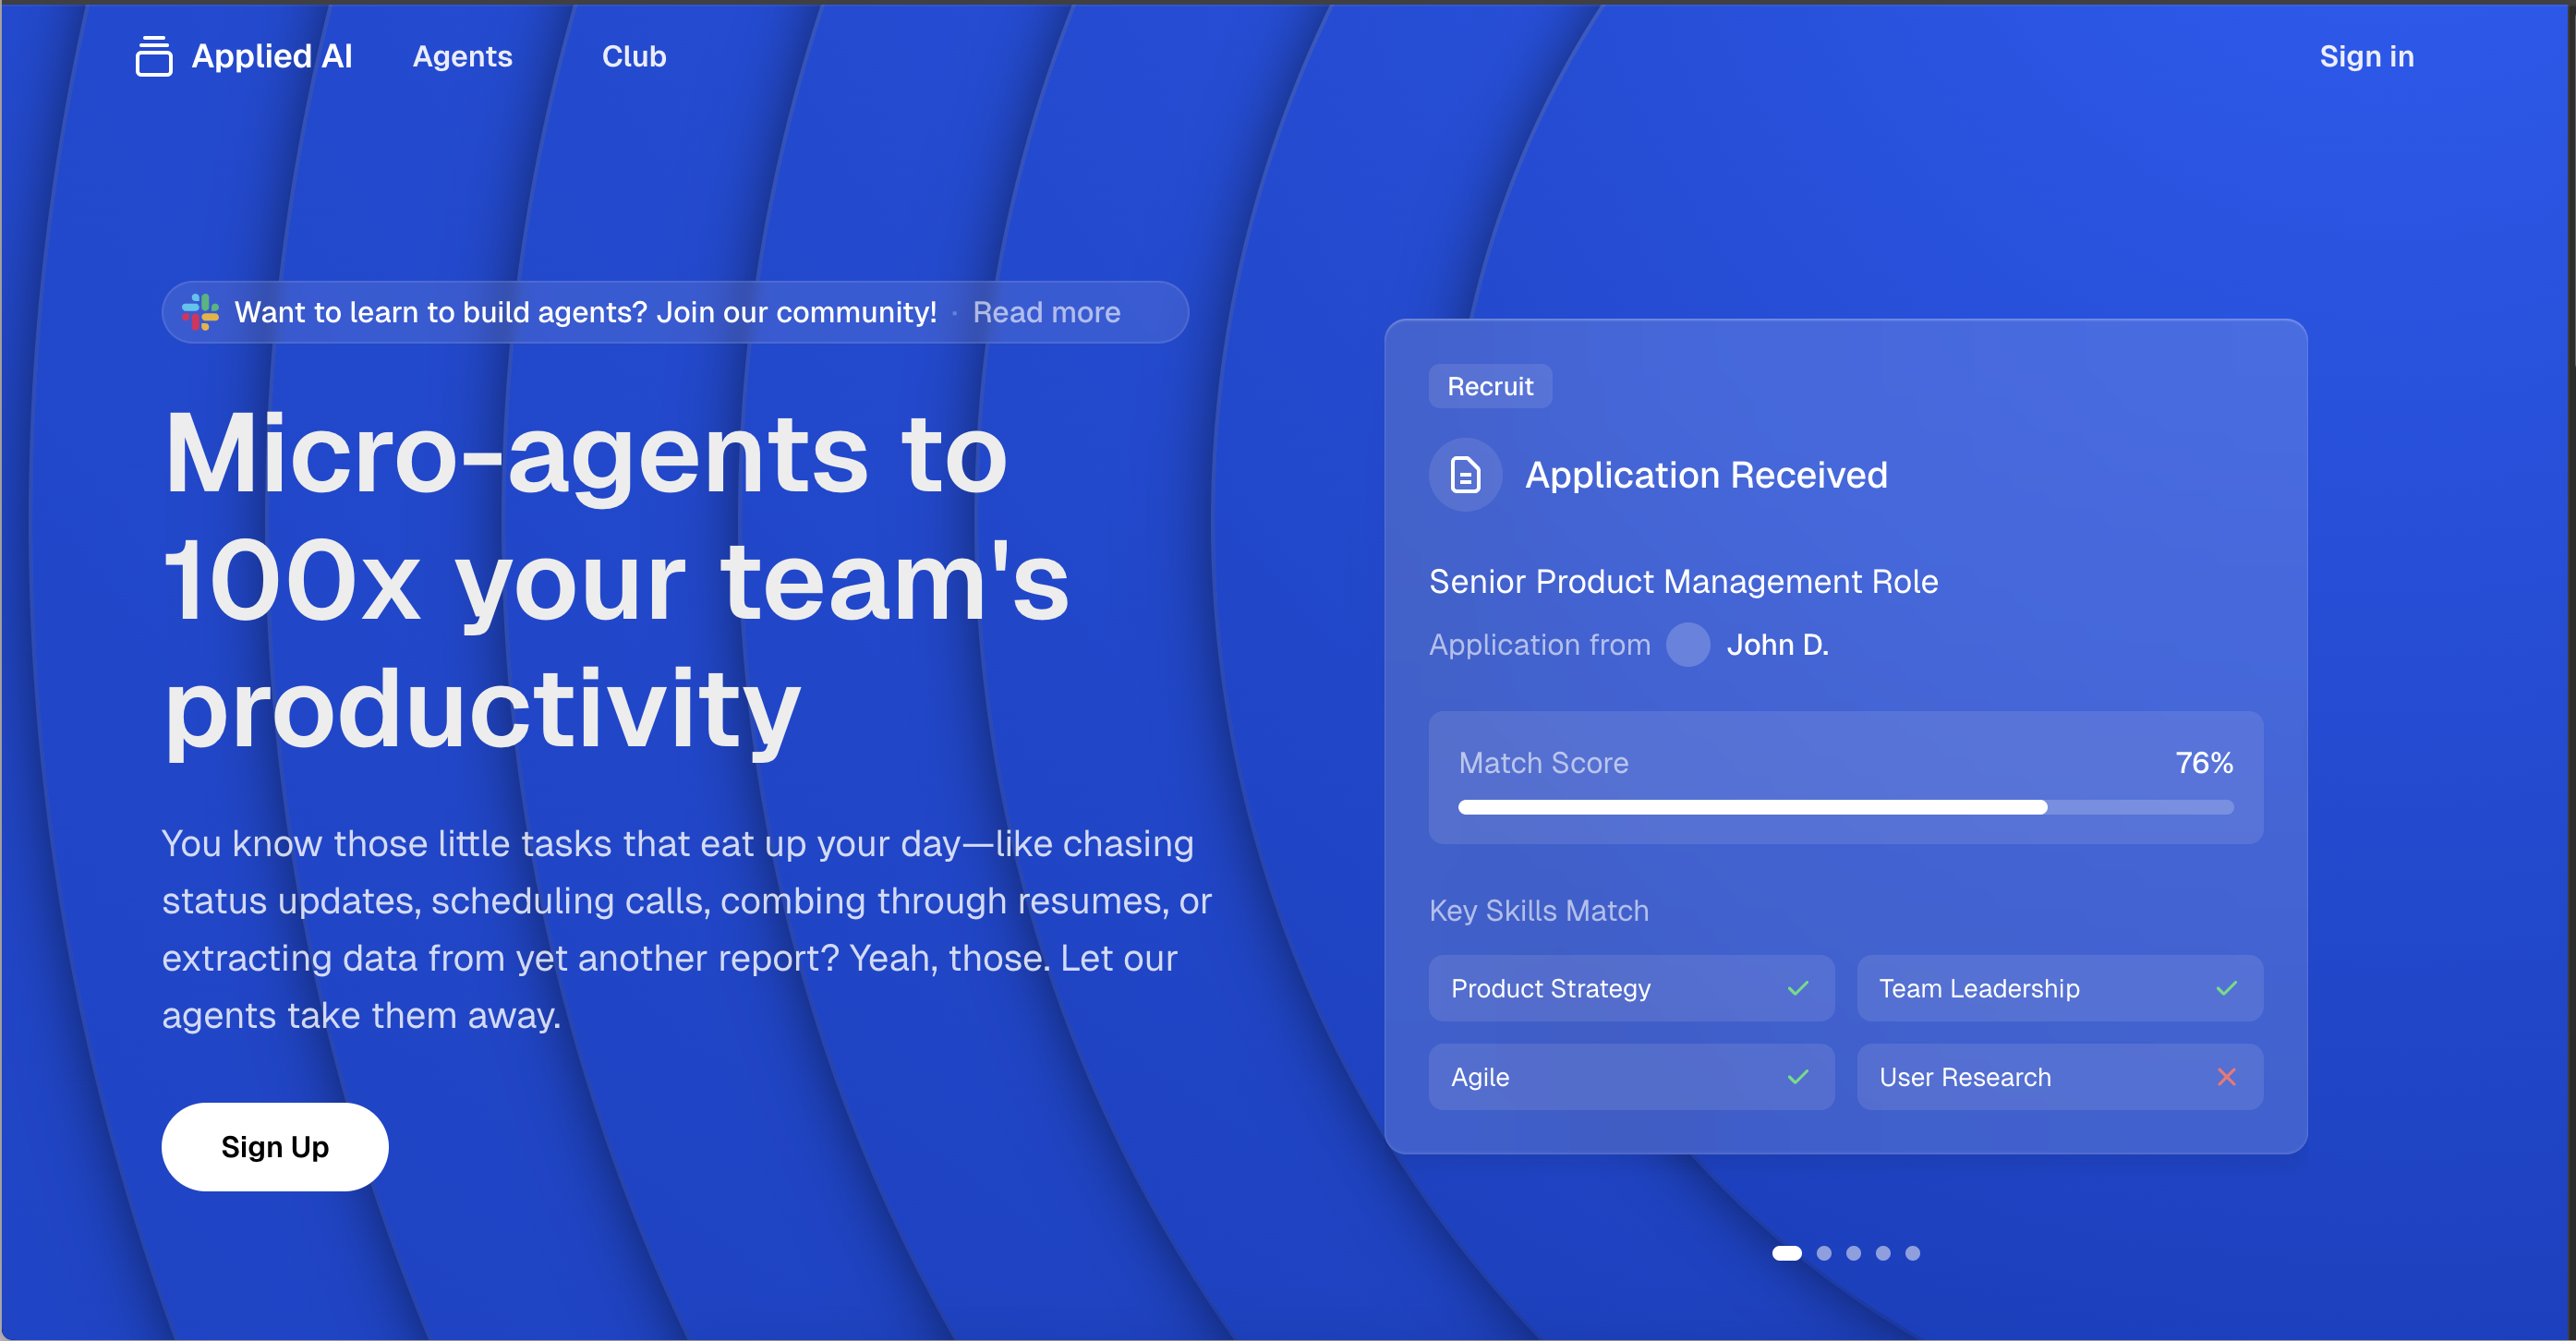 Applied AI
Agents
Club
Sign in
Want to learn to build agents? Join our community! · Read more
Micro-agents to
100x your team's
productivity
You know those little tasks that eat up your day—like chasing
status updates, scheduling calls, combing through resumes, or
extracting data from yet another report? Yeah, those. Let our
agents take them away.
Sign Up
Recruit
Application Received
Senior Product Management Role
Application from John D.
Match Score 76%
Key Skills Match
Product Strategy
Team Leadership
Agile
User Research